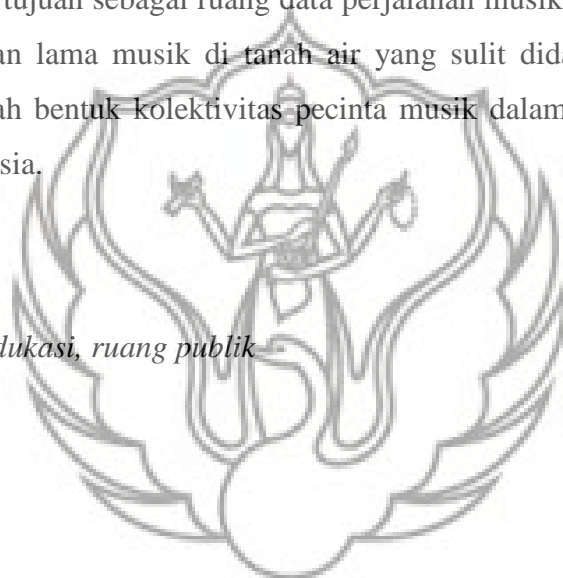 ertujuan sebagai ruang data perjalanan musik
an lama musik di tanah air yang sulit dida
ah bentuk kolektivitas pecinta musik dalam
sia.
dukasi, ruang publik